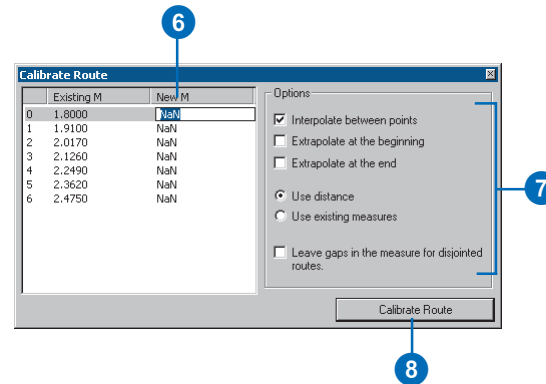 6
Calibrate Route
Existing M New M
0 1.8000 NaN
1 1.9100 NaN
2 2.0170 NaN
3 2.1260 NaN
4 2.2490 NaN
5 2.3620 NaN
6 2.4750 NaN
Options
Interpolate between points
Extrapolate at the beginning
Extrapolate at the end
Use distance
Use existing measures
Leave gaps in the measure for disjointed
routes.
7
Calibrate Route
8